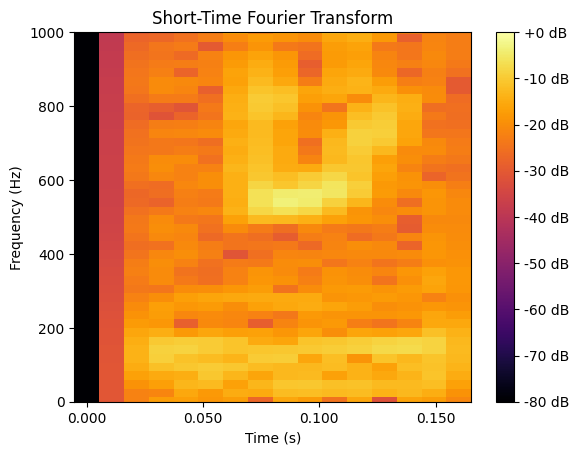 Short-Time Fourier Transform
1000
800
600
400
200
0
Frequency (Hz)
0.000
0.050
0.100
0.150
Time (s)
+0 dB
-10 dB
-20 dB
-30 dB
-40 dB
-50 dB
-60 dB
-70 dB
-80 dB